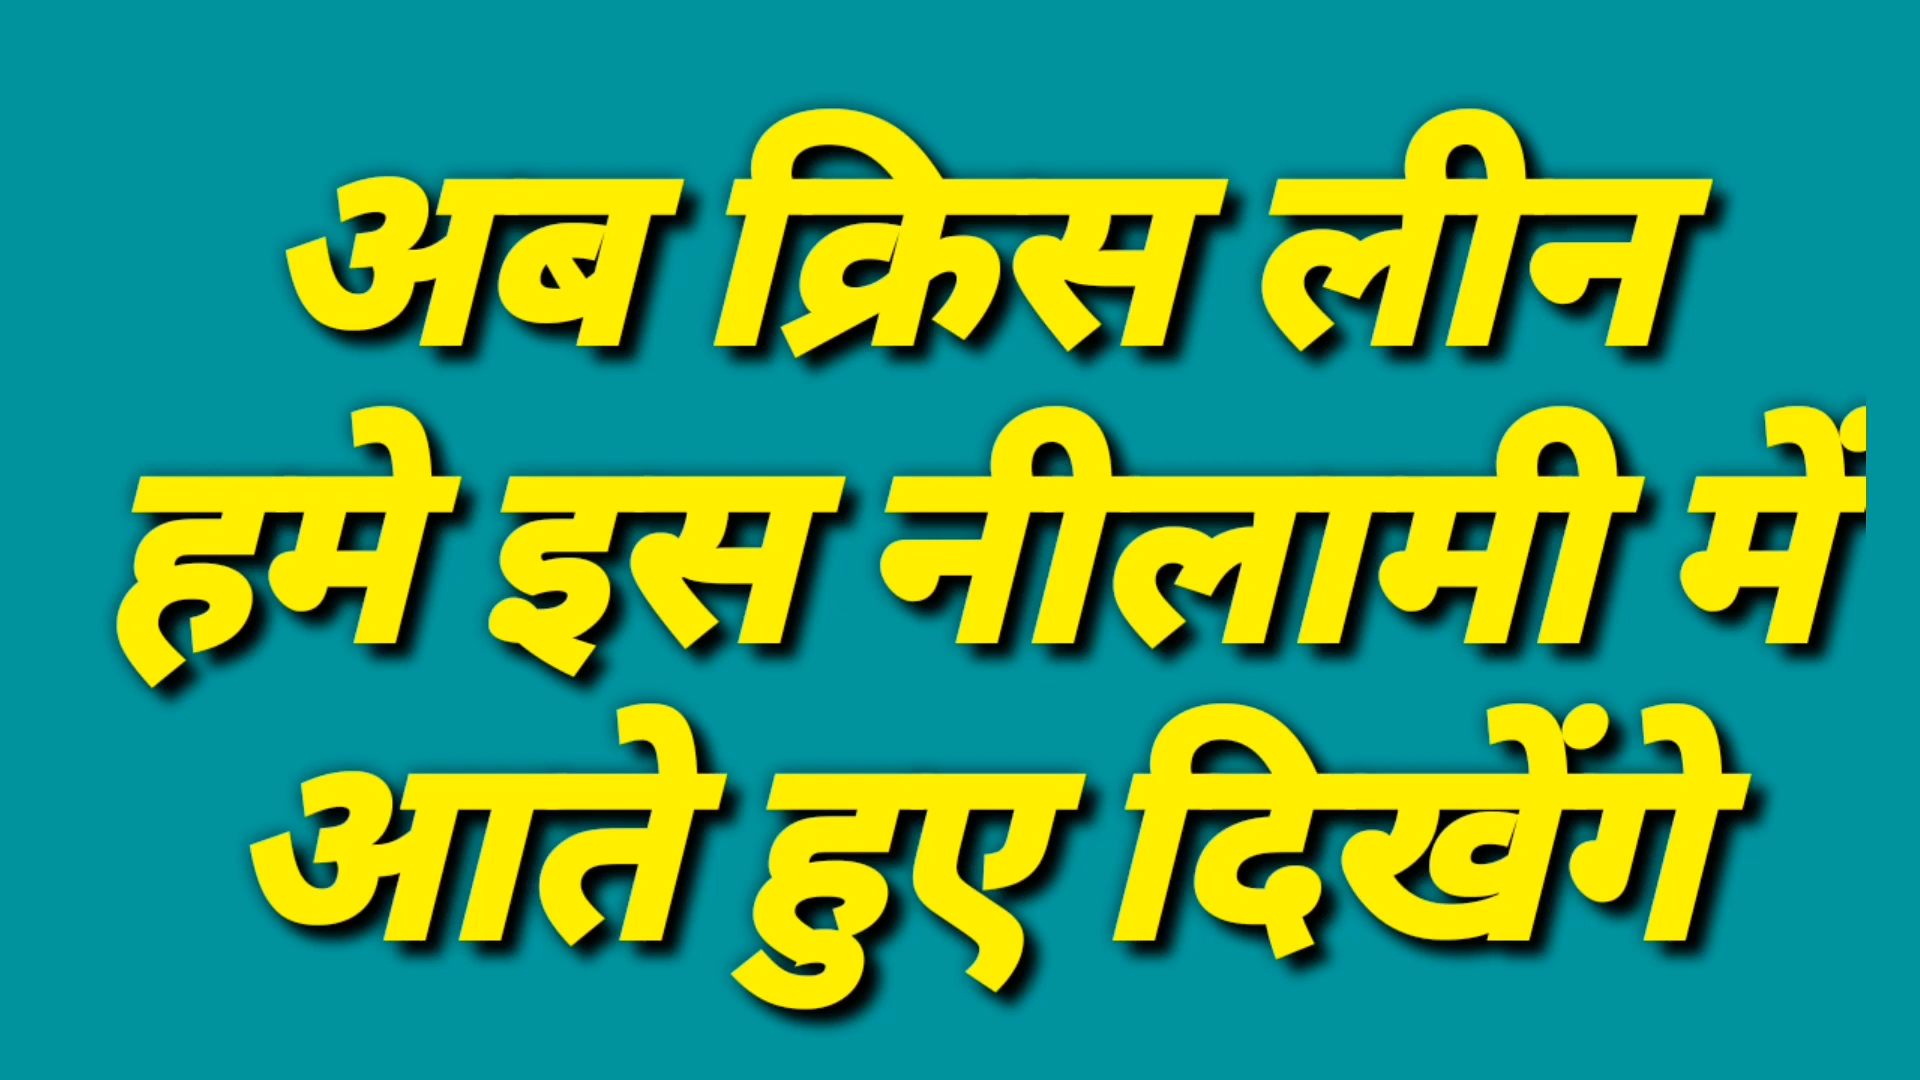 अब क्रिस लीन
हमे इस नीलामी में
आते हुए दिखेंगे